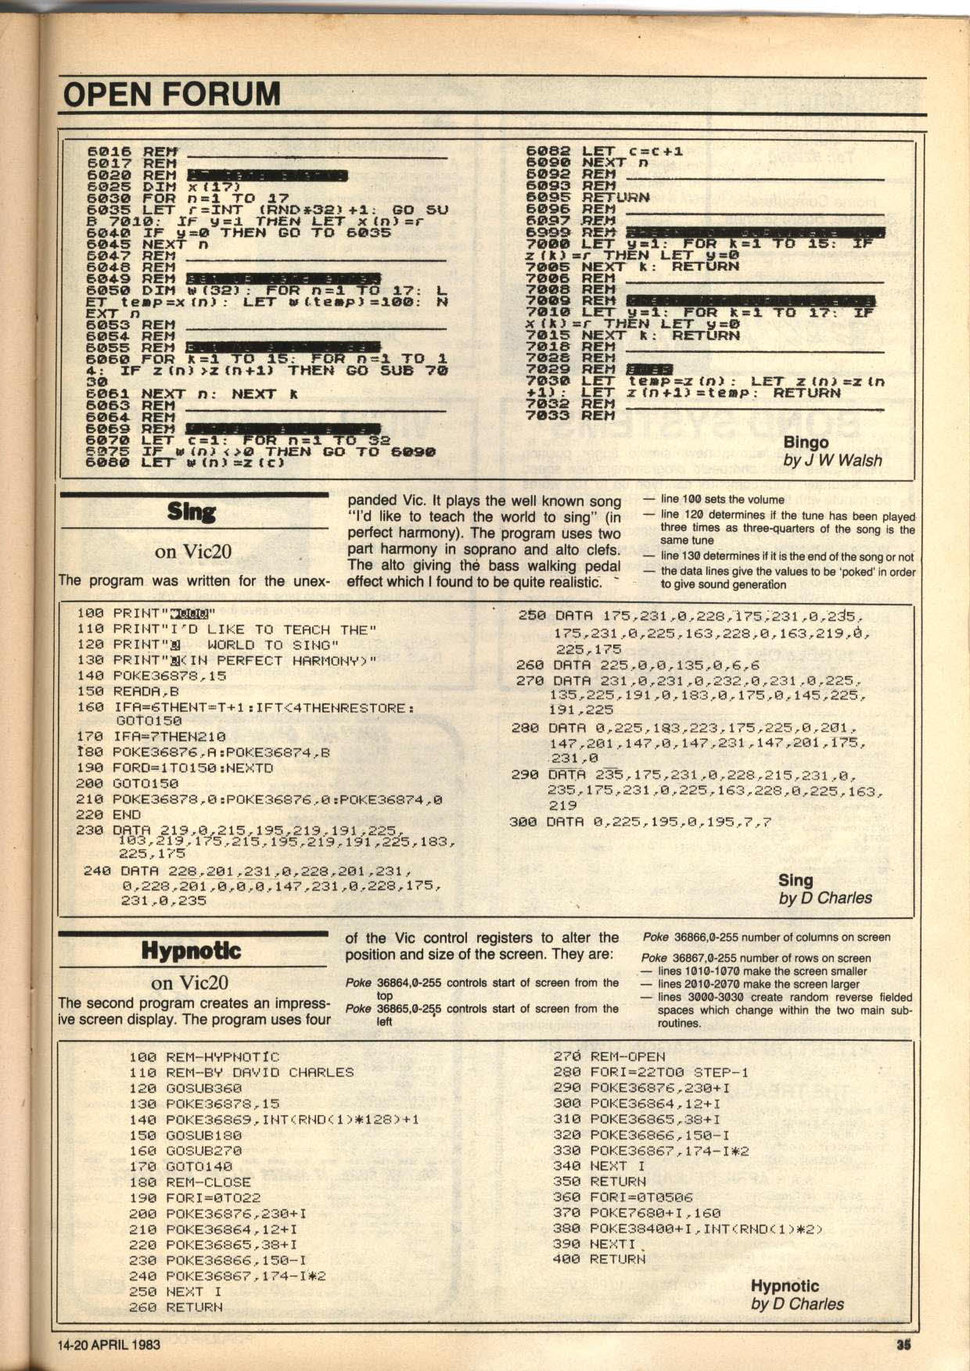 OPEN FORUM
6016 REM
6017 REM
6020 REM
6025 DIM x(17)
6030 FOR n=1 TO 17
6035 LET r=INT (RND*32)+1: GO SU
B 7010: IF y=1 THEN LET x(n)=r
6040 IF y=0 THEN GO TO 6035
6045 NEXT n
6047 REM
6048 REM
6049 REM
6050 DIM w(32): FOR n=1 TO 17: L
ET temp=x(n): LET w(temp)=100: N
EXT n
6053 REM
6054 REM
6055 REM
6060 FOR k=1 TO 15: FOR n=1 TO 1
4: IF z(n)>z(n+1) THEN GO SUB 70
30
6061 NEXT n: NEXT k
6063 REM
6064 REM
6069 REM
6070 LET c=1: FOR n=1 TO 32
6075 IF w(n)<>0 THEN GO TO 6090
6080 LET w(n)=z(c)
6082 LET c=c+1
6090 NEXT n
6092 REM
6093 REM
6095 RETURN
6096 REM
6097 REM
6999 REM
7000 LET y=1: FOR k=1 TO 15: IF
z(k)=r THEN LET y=0
7005 NEXT k: RETURN
7006 REM
7008 REM
7009 REM
7010 LET y=1: FOR k=1 TO 17: IF
x(k)=r THEN LET y=0
7015 NEXT k: RETURN
7018 REM
7028 REM
7029 REM
7030 LET temp=z(n): LET z(n)=z(n
+1): LET z(n+1)=temp: RETURN
7032 REM
7033 REM
Bingo
by J W Walsh
Sing
on Vic20
The program was written for the unex-
panded Vic. It plays the well known song
"I'd like to teach the world to sing" (in
perfect harmony). The program uses two
part harmony in soprano and alto clefs.
The alto giving the bass walking pedal
effect which I found to be quite realistic.
— line 100 sets the volume
— line 120 determines if the tune has been played
three times as three-quarters of the song is the
same tune
— line 130 determines if it is the end of the song or not
— the data lines give the values to be 'poked' in order
to give sound generation
100 PRINT" "
110 PRINT"I'D LIKE TO TEACH THE"
120 PRINT" WORLD TO SING"
130 PRINT" (IN PERFECT HARMONY)"
140 POKE36878,15
150 READA,B
160 IFA=6THENT=T+1:IFT<4THENRESTORE:
GOTO150
170 IFA=7THEN210
180 POKE36876,A:POKE36874,B
190 FORD=1TO150:NEXTD
200 GOTO150
210 POKE36878,0:POKE36876,0:POKE36874,0
220 END
230 DATA 219,0,215,195,219,191,225,
183,219,175,215,195,219,191,225,183,
225,175
240 DATA 228,201,231,0,228,201,231,
0,228,201,0,0,0,147,231,0,228,175,
231,0,235
250 DATA 175,231,0,228,175,231,0,235,
175,231,0,225,163,228,0,163,219,0,
225,175
260 DATA 225,0,0,135,0,6,6
270 DATA 231,0,231,0,232,0,231,0,225,
135,225,191,0,183,0,175,0,145,225,
191,225
280 DATA 0,225,183,223,175,225,0,201,
147,201,147,0,147,231,147,201,175,
231,0
290 DATA 235,175,231,0,228,215,231,0,
235,175,231,0,225,163,228,0,225,163,
219
300 DATA 0,225,195,0,195,7,7
Sing
by D Charles
Hypnotic
on Vic20
The second program creates an impress-
ive screen display. The program uses four
of the Vic control registers to alter the
position and size of the screen. They are:
Poke 36864,0-255 controls start of screen from the
top
Poke 36865,0-255 controls start of screen from the
left
Poke 36866,0-255 number of columns on screen
Poke 36867,0-255 number of rows on screen
— lines 1010-1070 make the screen smaller
— lines 2010-2070 make the screen larger
— lines 3000-3030 create random reverse fielded
spaces which change within the two main sub-
routines.
100 REM-HYPNOTIC
110 REM-BY DAVID CHARLES
120 GOSUB360
130 POKE36878,15
140 POKE36869,INT(RND(1)*128)+1
150 GOSUB180
160 GOSUB270
170 GOTO140
180 REM-CLOSE
190 FORI=0TO22
200 POKE36876,230+I
210 POKE36864,12+I
220 POKE36865,38+I
230 POKE36866,150-I
240 POKE36867,174-I*2
250 NEXT I
260 RETURN
270 REM-OPEN
280 FORI=22TO0 STEP-1
290 POKE36876,230+I
300 POKE36864,12+I
310 POKE36865,38+I
320 POKE36866,150-I
330 POKE36867,174-I*2
340 NEXT I
350 RETURN
360 FORI=0TO506
370 POKE7680+I,160
380 POKE38400+I,INT(RND(1)*2)
390 NEXTI
400 RETURN
Hypnotic
by D Charles
14-20 APRIL 1983
35